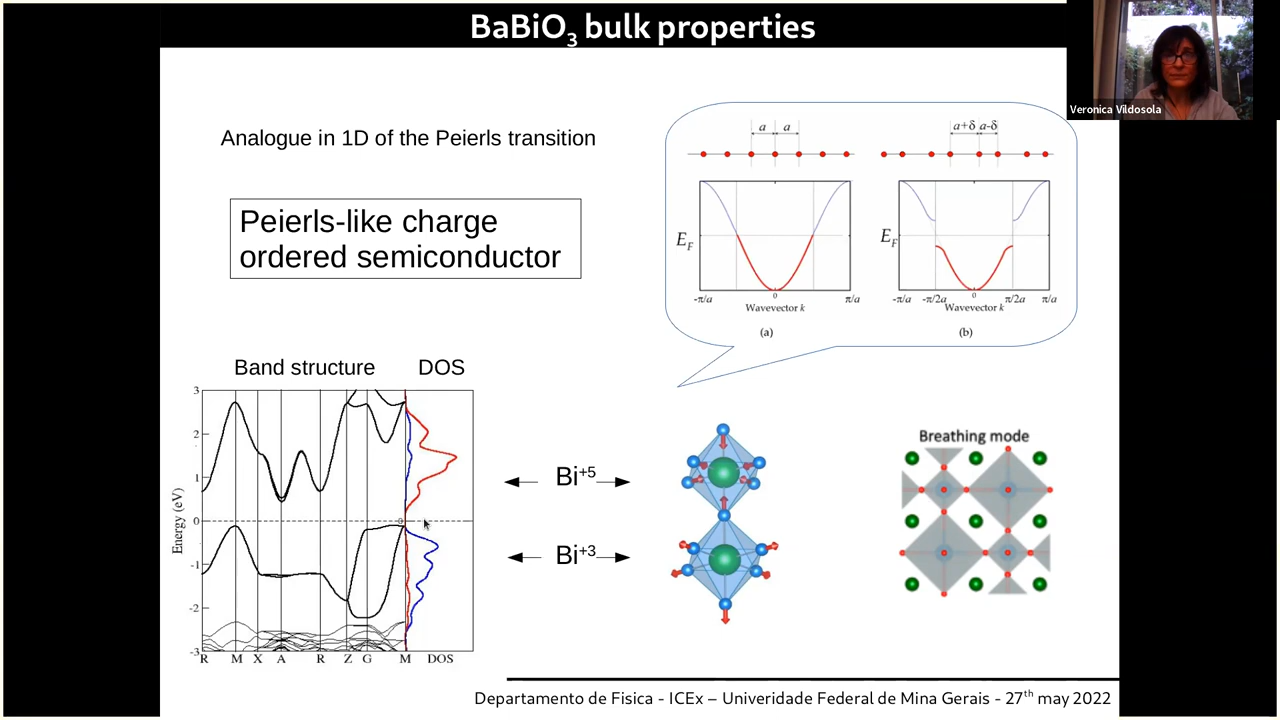 BaBiO3 bulk properties
Veronica Vildosola
Analogue in 1D of the Peierls transition
Peierls-like charge
ordered semiconductor
a a
a+δ a-δ
E_F
E_F
-π/a 0 π/a
Wavevector k
(a)
-π/a -π/2a 0 π/2a π/a
Wavevector k
(b)
Band structure DOS
3
2
1
0
-1
-2
-3
Energy (eV)
0
R M X A R Z G M DOS
Bi+5
Bi+3
Breathing mode
Departamento de Fisica - ICEx – Univeridade Federal de Mina Gerais - 27th may 2022